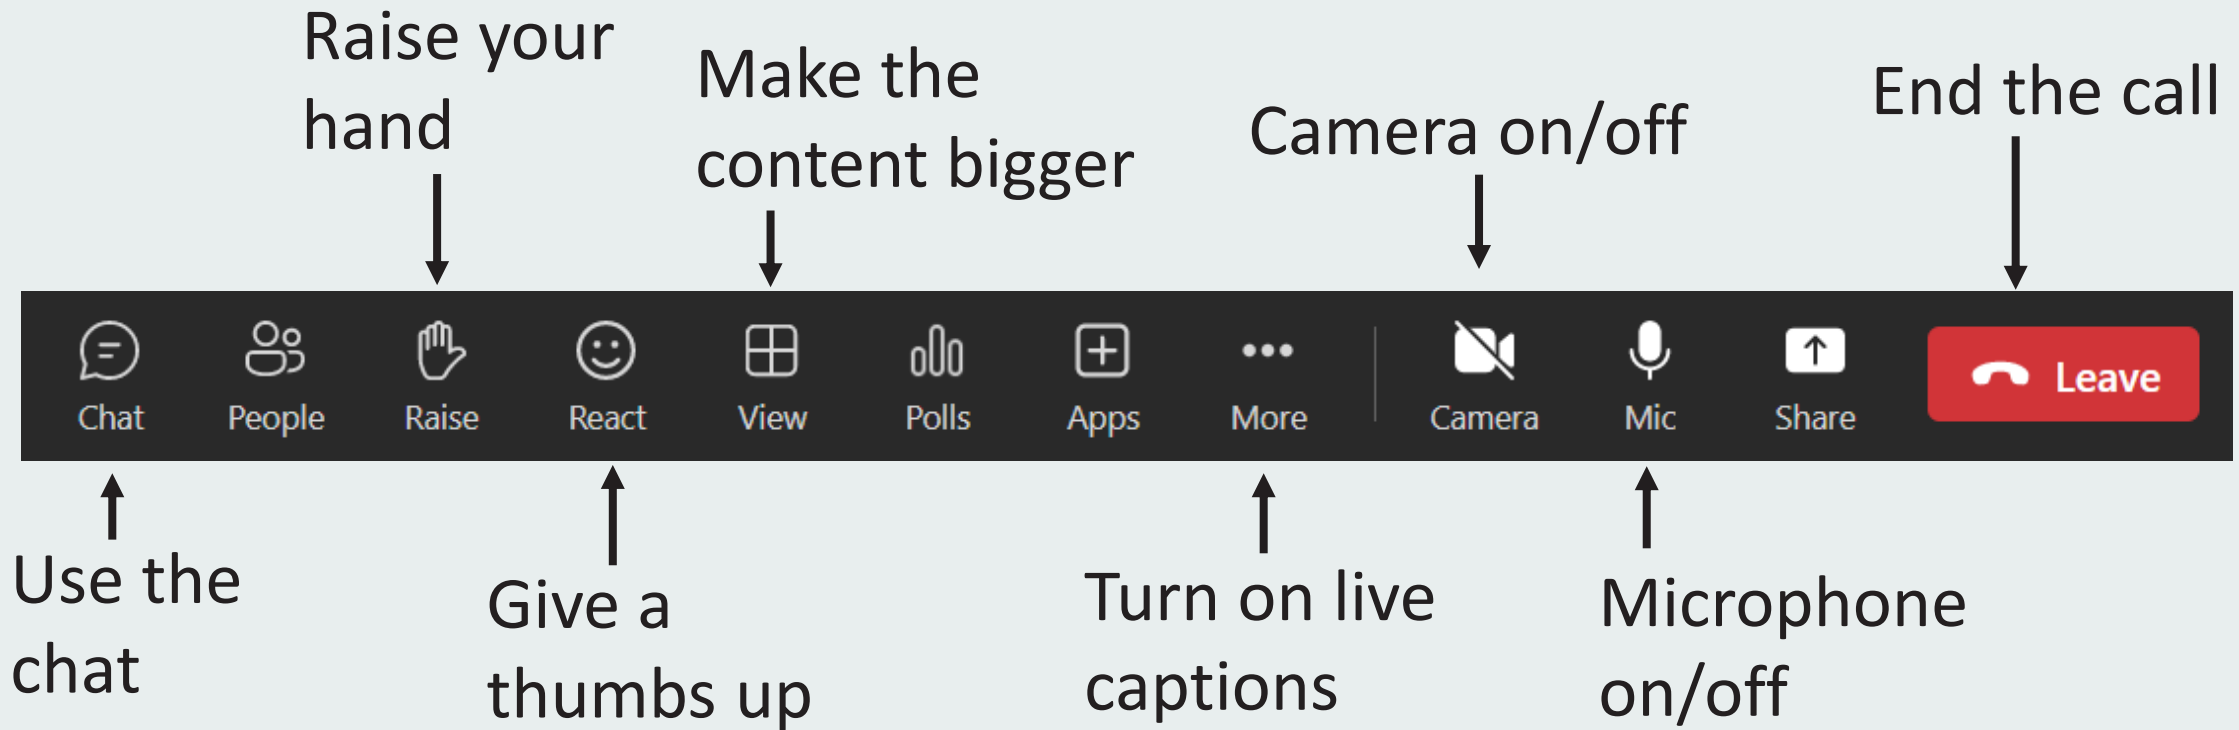 Raise your
hand
Make the
content bigger
Camera on/off
End the call
Chat
People
Raise
React
View
Polls
Apps
More
Camera
Mic
Share
Leave
Use the
chat
Give a
thumbs up
Turn on live
captions
Microphone
on/off